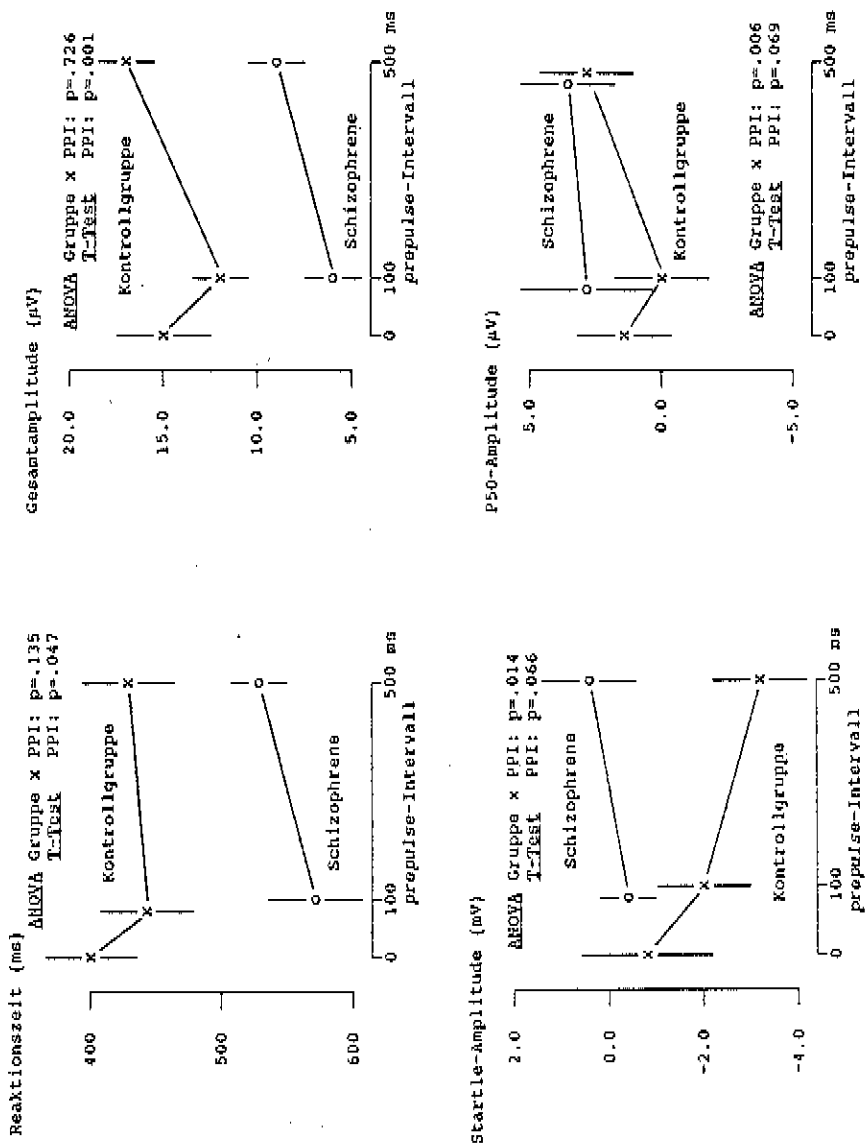 Reaktionszeit (ms)
ANOVA Gruppe x PPI: p=.135
T-Test PPI: p=.047
Kontrollgruppe
400
500
600
Schizophrene
0 100 500 ms
prepulse-Intervall
Gesamtamplitude (µV)
ANOVA Gruppe x PPI: p=.726
T-Test PPI: p=.001
Kontrollgruppe
20.0
15.0
10.0
5.0
Schizophrene
0 100 500 ms
prepulse-Intervall
Startle-Amplitude (mV)
ANOVA Gruppe x PPI: p=.014
T-Test PPI: p=.066
Schizophrene
2.0
0.0
-2.0
-4.0
Kontrollgruppe
0 100 500 ms
prepulse-Intervall
P50-Amplitude (µV)
Schizophrene
5.0
0.0
-5.0
Kontrollgruppe
ANOVA Gruppe x PPI: p=.006
T-Test PPI: p=.069
0 100 500 ms
prepulse-Intervall